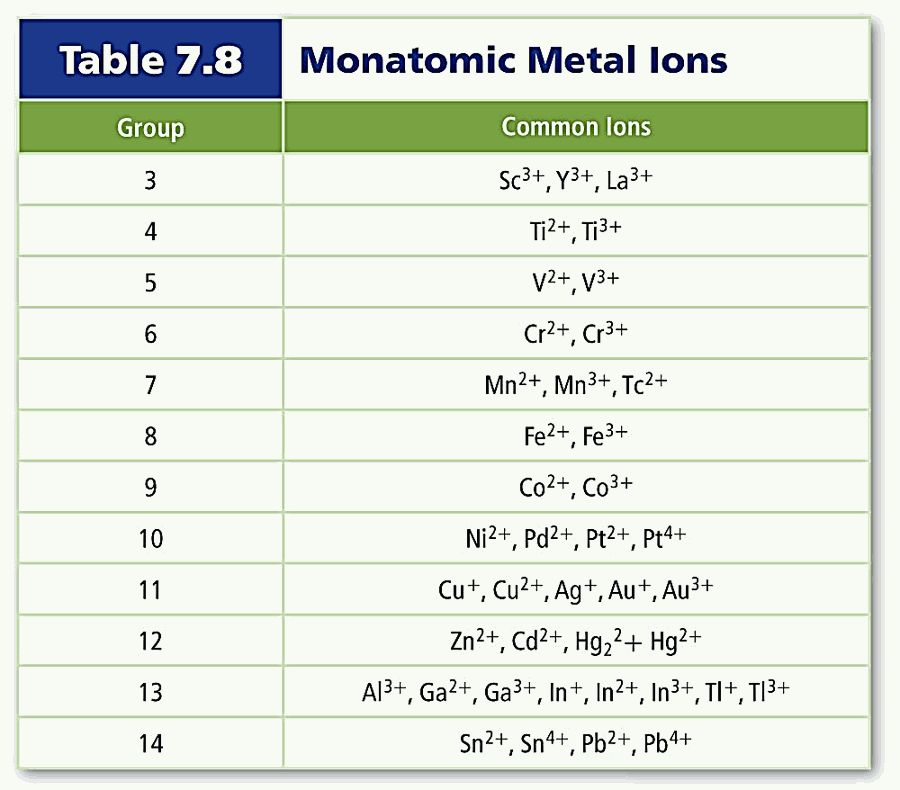 Table 7.8 Monatomic Metal Ions
Group Common Ions
3 Sc³⁺, Y³⁺, La³⁺
4 Ti²⁺, Ti³⁺
5 V²⁺, V³⁺
6 Cr²⁺, Cr³⁺
7 Mn²⁺, Mn³⁺, Tc²⁺
8 Fe²⁺, Fe³⁺
9 Co²⁺, Co³⁺
10 Ni²⁺, Pd²⁺, Pt²⁺, Pt⁴⁺
11 Cu⁺, Cu²⁺, Ag⁺, Au⁺, Au³⁺
12 Zn²⁺, Cd²⁺, Hg₂²+ Hg²⁺
13 Al³⁺, Ga²⁺, Ga³⁺, In⁺, In²⁺, In³⁺, Tl⁺, Tl³⁺
14 Sn²⁺, Sn⁴⁺, Pb²⁺, Pb⁴⁺